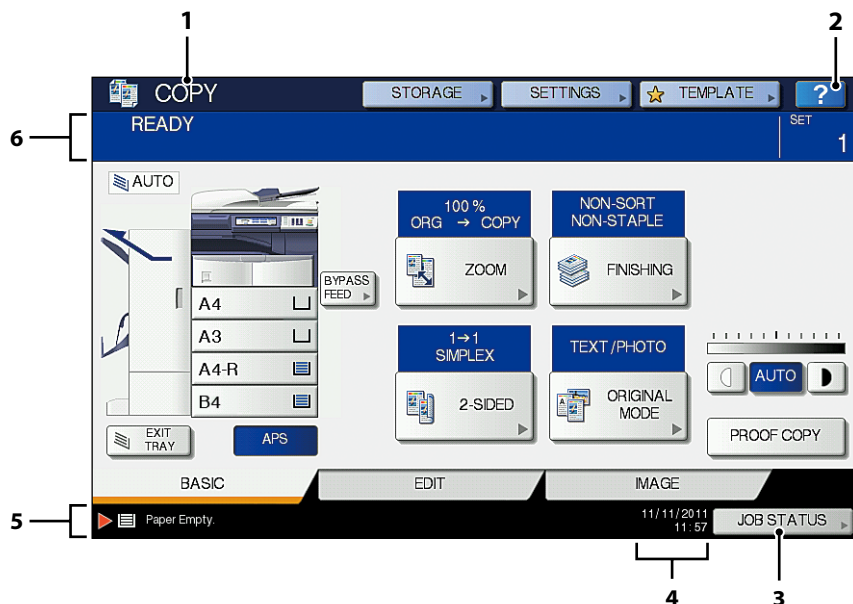 1
2
COPY
STORAGE
SETTINGS
TEMPLATE
?
6
READY
SET
1
AUTO
100 %
ORG → COPY
NON-SORT
NON-STAPLE
ZOOM
FINISHING
BYPASS
FEED
A4
A3
A4-R
B4
1→1
SIMPLEX
TEXT/PHOTO
2-SIDED
ORIGINAL
MODE
AUTO
EXIT
TRAY
APS
PROOF COPY
BASIC
EDIT
IMAGE
5
Paper Empty.
11/11/2011
11:57
JOB STATUS
4
3